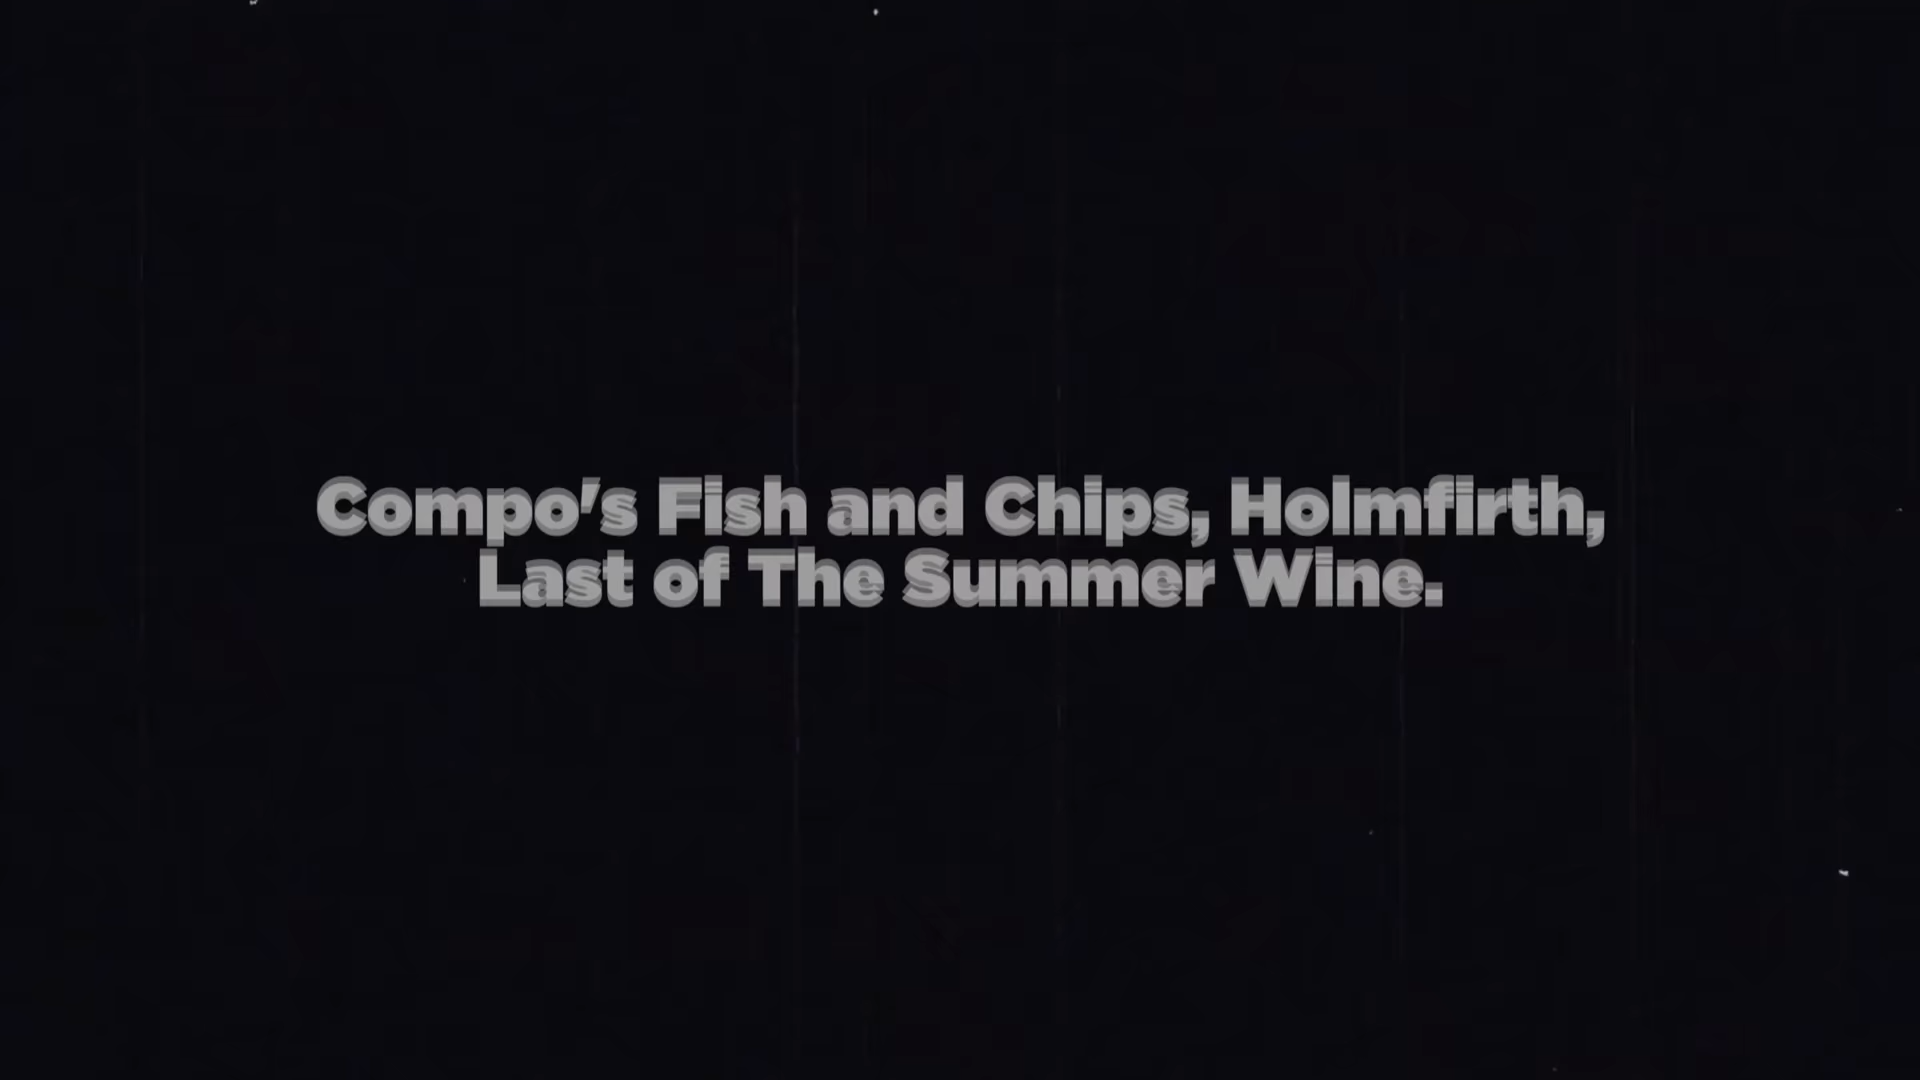 Compo's Fish and Chips, Holmfirth,
Last of The Summer Wine.